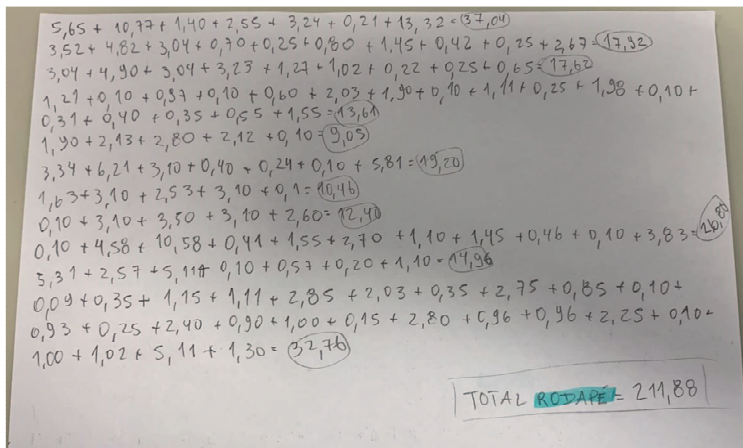 5,65 + 10,77 + 1,40 + 2,55 + 3,24 + 0,21 + 13,32 = 37,04
3,52 + 4,82 + 3,04 + 0,70 + 0,25 + 0,80 + 1,45 + 0,42 + 0,25 + 2,67 = 17,92
3,04 + 4,90 + 3,04 + 3,23 + 1,27 + 1,02 + 0,22 + 0,25 + 0,65 = 17,62
1,21 + 0,10 + 0,97 + 0,10 + 0,60 + 2,03 + 1,90 + 0,10 + 1,11 + 0,25 + 1,98 + 0,10 +
0,31 + 0,40 + 0,35 + 0,55 + 1,55 = 13,61
1,90 + 2,13 + 2,80 + 2,12 + 0,10 = 9,05
3,34 + 6,21 + 3,10 + 0,40 + 0,24 + 0,10 + 5,81 = 19,20
1,63 + 3,10 + 2,53 + 3,10 + 0,1 = 10,46
0,10 + 3,10 + 3,50 + 3,10 + 2,60 = 12,40
0,10 + 4,58 + 10,58 + 0,41 + 1,55 + 2,70 + 1,10 + 1,45 + 0,46 + 0,10 + 3,83 = 26,80
5,31 + 2,57 + 5,11 + 0,10 + 0,57 + 0,20 + 1,10 = 14,96
0,09 + 0,35 + 1,15 + 1,11 + 2,85 + 2,03 + 0,35 + 2,75 + 0,85 + 0,10 +
0,93 + 0,25 + 2,40 + 0,90 + 1,00 + 0,15 + 2,80 + 0,96 + 0,96 + 2,25 + 0,10 +
1,00 + 1,02 + 5,11 + 1,30 = 32,76
TOTAL RODAPÉ = 211,88